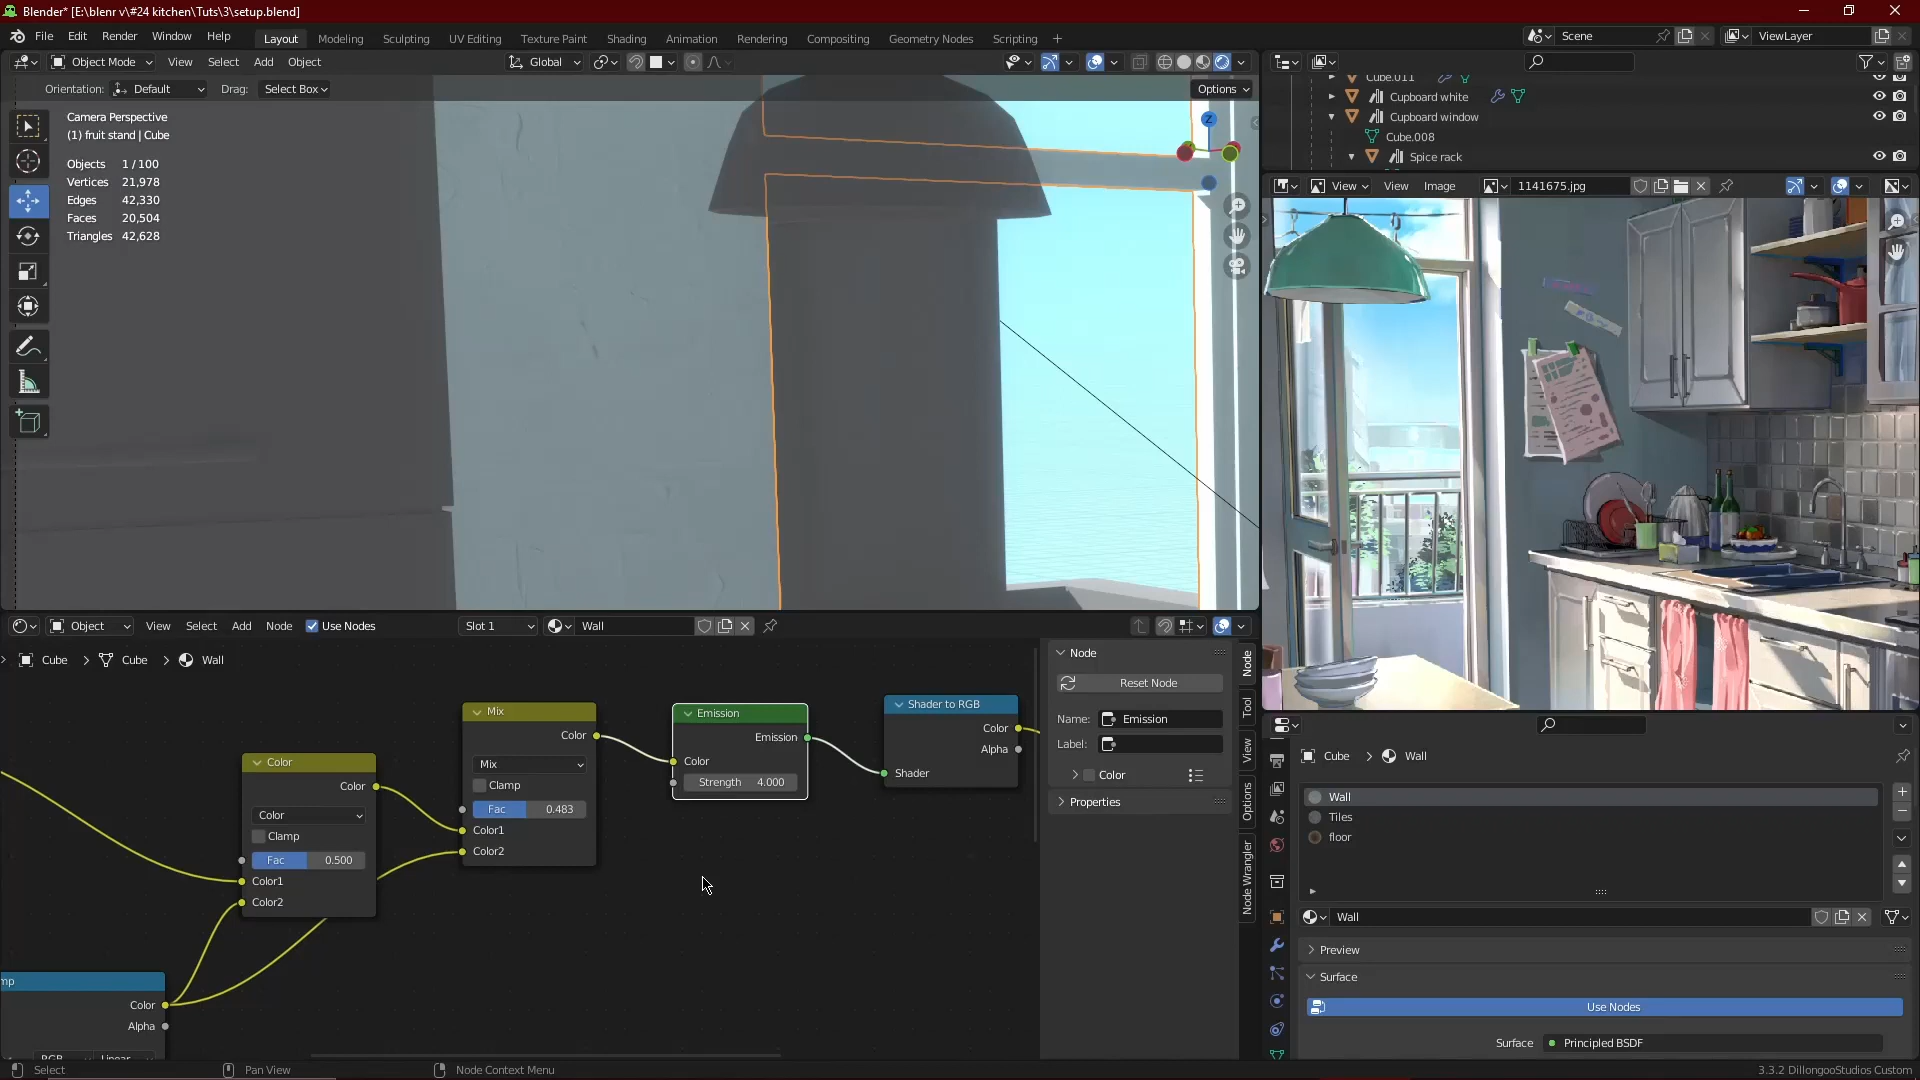 Blender* [E:\blenr v\#24 kitchen\Tuts\3\setup.blend]
File Edit Render Window Help
Layout Modeling Sculpting UV Editing Texture Paint Shading Animation Rendering Compositing Geometry Nodes Scripting
Scene
ViewLayer
Object Mode View Select Add Object
Global
Orientation: Default Drag: Select Box
Options
Camera Perspective
(1) fruit stand | Cube
Objects 1 / 100
Vertices 21,978
Edges 42,330
Faces 20,504
Triangles 42,628
Z
Cube.011
Cupboard white
Cupboard window
Cube.008
Spice rack
View View Image 1141675.jpg
Object View Select Add Node Use Nodes
Slot 1
Wall
Cube Cube Wall
Color
Color
Color
Clamp
Fac 0.500
Color1
Color2
Mix
Color
Mix
Clamp
Fac 0.483
Color1
Color2
Emission
Emission
Color
Strength 4.000
Shader to RGB
Color
Alpha
Shader
mp
Color
Alpha
RGB Linear
Node
Reset Node
Name: Emission
Label:
Color
Properties
Node
Tool
View
Options
Node Wrangler
Cube Wall
Wall
Tiles
floor
Wall
Preview
Surface
Use Nodes
Surface Principled BSDF
Select
Pan View
Node Context Menu
3.3.2 DillongooStudios Custom